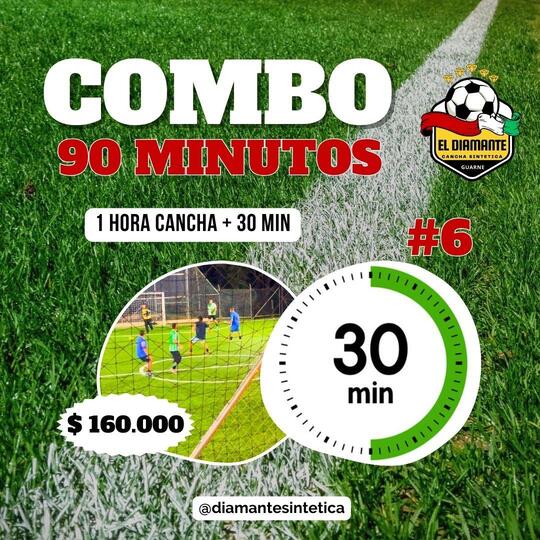 COMBO
90 MINUTOS
EL DIAMANTE
CANCHA SINTETICA
GUARNE
1 HORA CANCHA + 30 MIN
#6
30
min
$ 160.000
@diamantesintetica